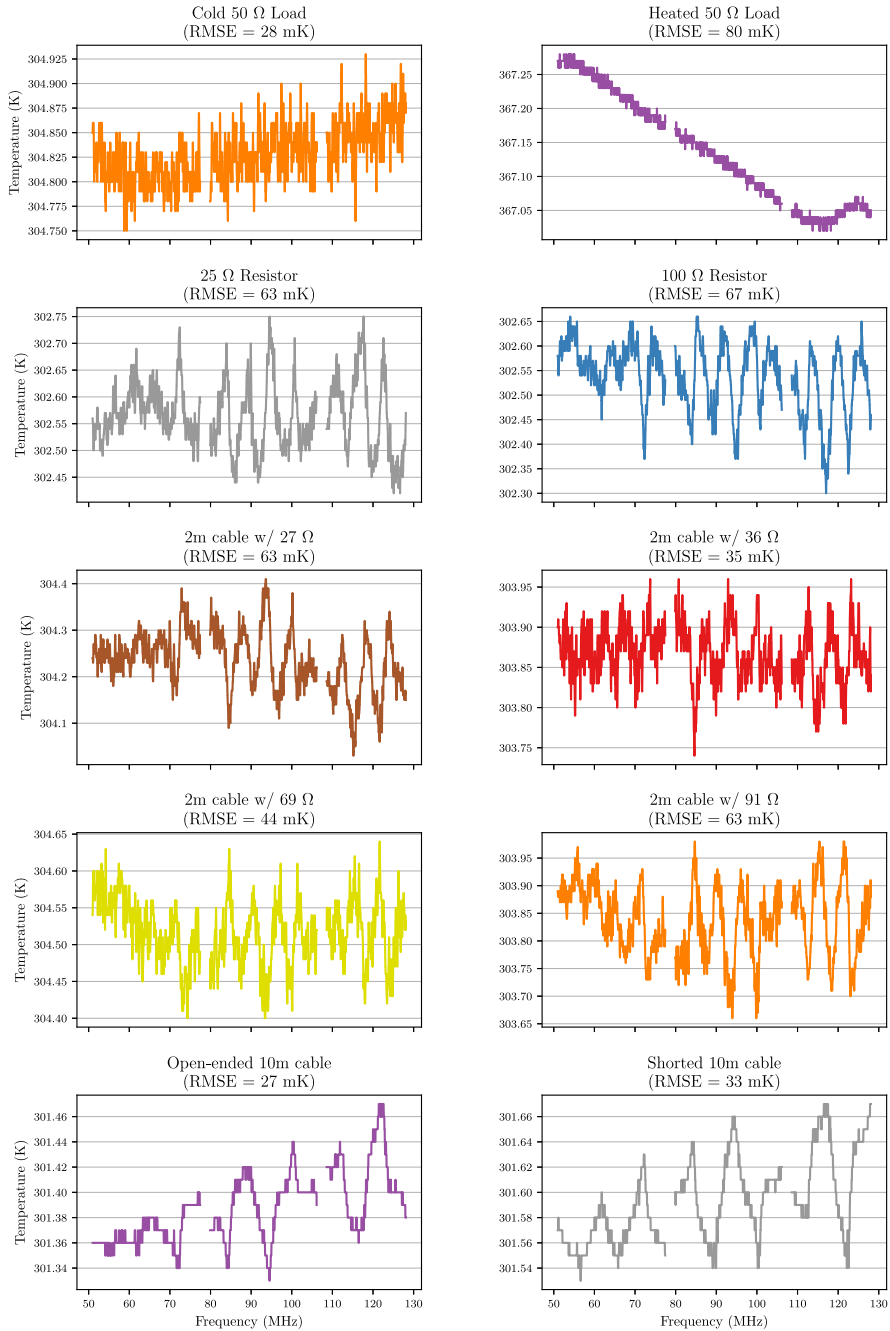 Cold 50 Ω Load
(RMSE = 28 mK)
Heated 50 Ω Load
(RMSE = 80 mK)
Temperature (K)
304.925
304.900
304.875
304.850
304.825
304.800
304.775
304.750
367.25
367.20
367.15
367.10
367.05
25 Ω Resistor
(RMSE = 63 mK)
100 Ω Resistor
(RMSE = 67 mK)
Temperature (K)
302.75
302.70
302.65
302.60
302.55
302.50
302.45
302.65
302.60
302.55
302.50
302.45
302.40
302.35
302.30
2m cable w/ 27 Ω
(RMSE = 63 mK)
2m cable w/ 36 Ω
(RMSE = 35 mK)
Temperature (K)
304.4
304.3
304.2
304.1
303.95
303.90
303.85
303.80
303.75
2m cable w/ 69 Ω
(RMSE = 44 mK)
2m cable w/ 91 Ω
(RMSE = 63 mK)
Temperature (K)
304.65
304.60
304.55
304.50
304.45
304.40
303.95
303.90
303.85
303.80
303.75
303.70
303.65
Open-ended 10m cable
(RMSE = 27 mK)
Shorted 10m cable
(RMSE = 33 mK)
Temperature (K)
301.46
301.44
301.42
301.40
301.38
301.36
301.34
301.66
301.64
301.62
301.60
301.58
301.56
301.54
50 60 70 80 90 100 110 120 130
50 60 70 80 90 100 110 120 130
Frequency (MHz)
Frequency (MHz)